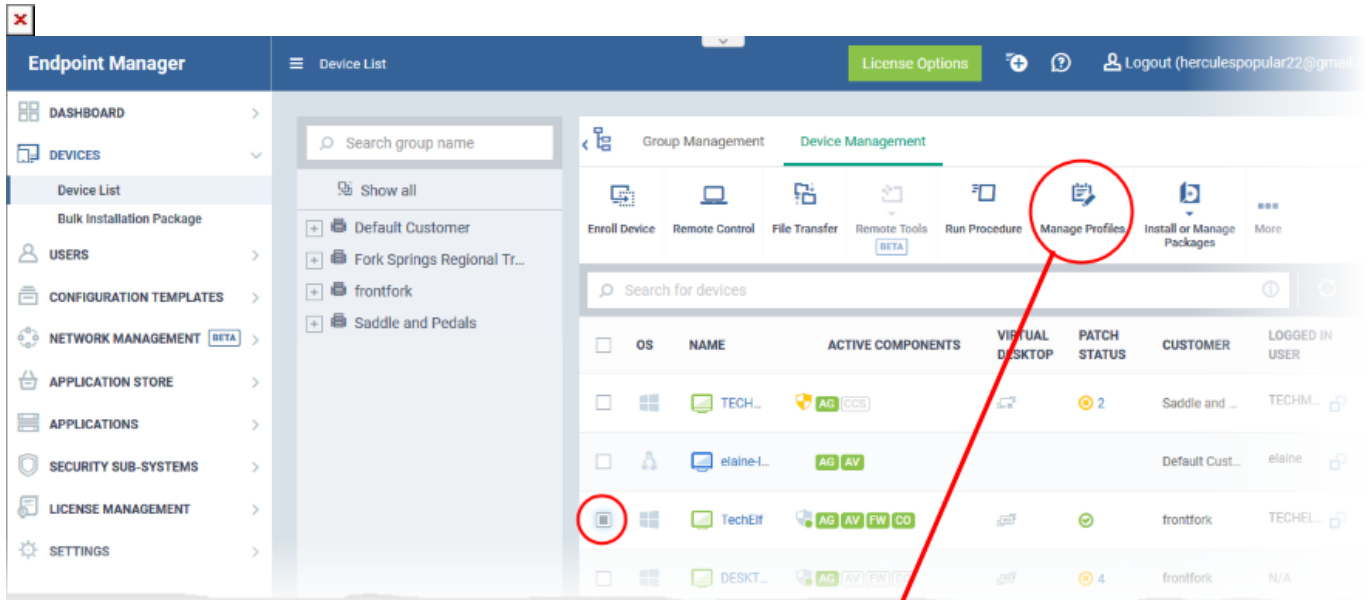 Endpoint Manager
Device List
License Options
Logout (herculespopular22@gmail
DASHBOARD
DEVICES
Device List
Bulk Installation Package
USERS
CONFIGURATION TEMPLATES
NETWORK MANAGEMENT BETA
APPLICATION STORE
APPLICATIONS
SECURITY SUB-SYSTEMS
LICENSE MANAGEMENT
SETTINGS
Search group name
Show all
Default Customer
Fork Springs Regional Tr...
frontfork
Saddle and Pedals
Group Management
Device Management
Enroll Device
Remote Control
File Transfer
Remote Tools
BETA
Run Procedure
Manage Profiles
Install or Manage
Packages
More
Search for devices
OS NAME ACTIVE COMPONENTS VIRTUAL DESKTOP PATCH STATUS CUSTOMER LOGGED IN USER
TECH... AG CCS 2 Saddle and ... TECHM...
elaine-l... AG AV Default Cust... elaine
TechElf AG AV FW CO frontfork TECHEL...
DESKT... AG AV FW CO 4 frontfork N/A